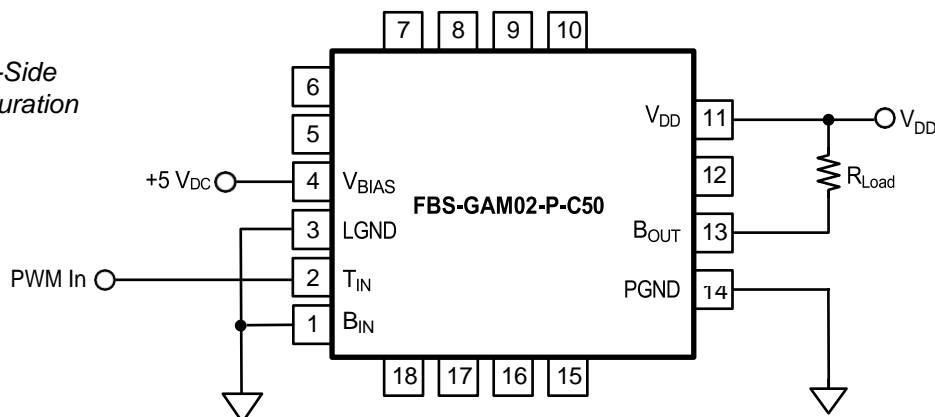 7 8 9 10
-Side
uration
6
5
+5 VDC 4 VBIAS
3 LGND
PWM In 2 TIN
1 BIN
FBS-GAM02-P-C50
VDD 11 VDD
12
RLoad
BOUT 13
PGND 14
18 17 16 15